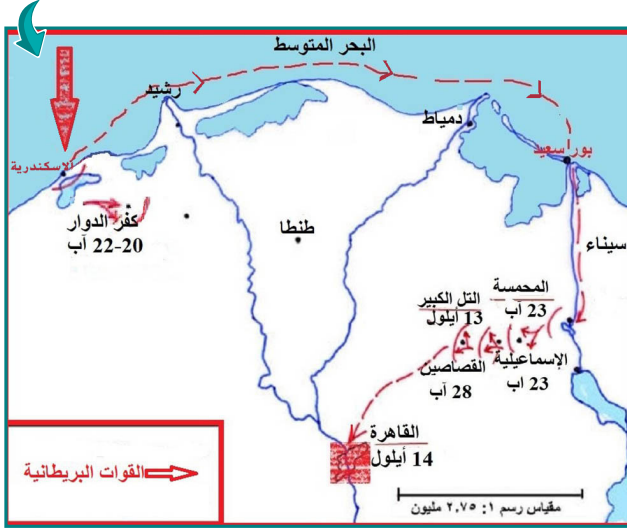 البحر المتوسط
رشيد
دمياط
الإسكندرية
بور سعيد
كفر الدوار
20-22 آب
طنطا
سيناء
المحمسة
23 آب
التل الكبير
13 أيلول
الإسماعيلية
23 اب
القصاصين
28 آب
القاهرة
14 أيلول
القوات البريطانية
مقياس رسم ١: ٢,٧٥ مليون